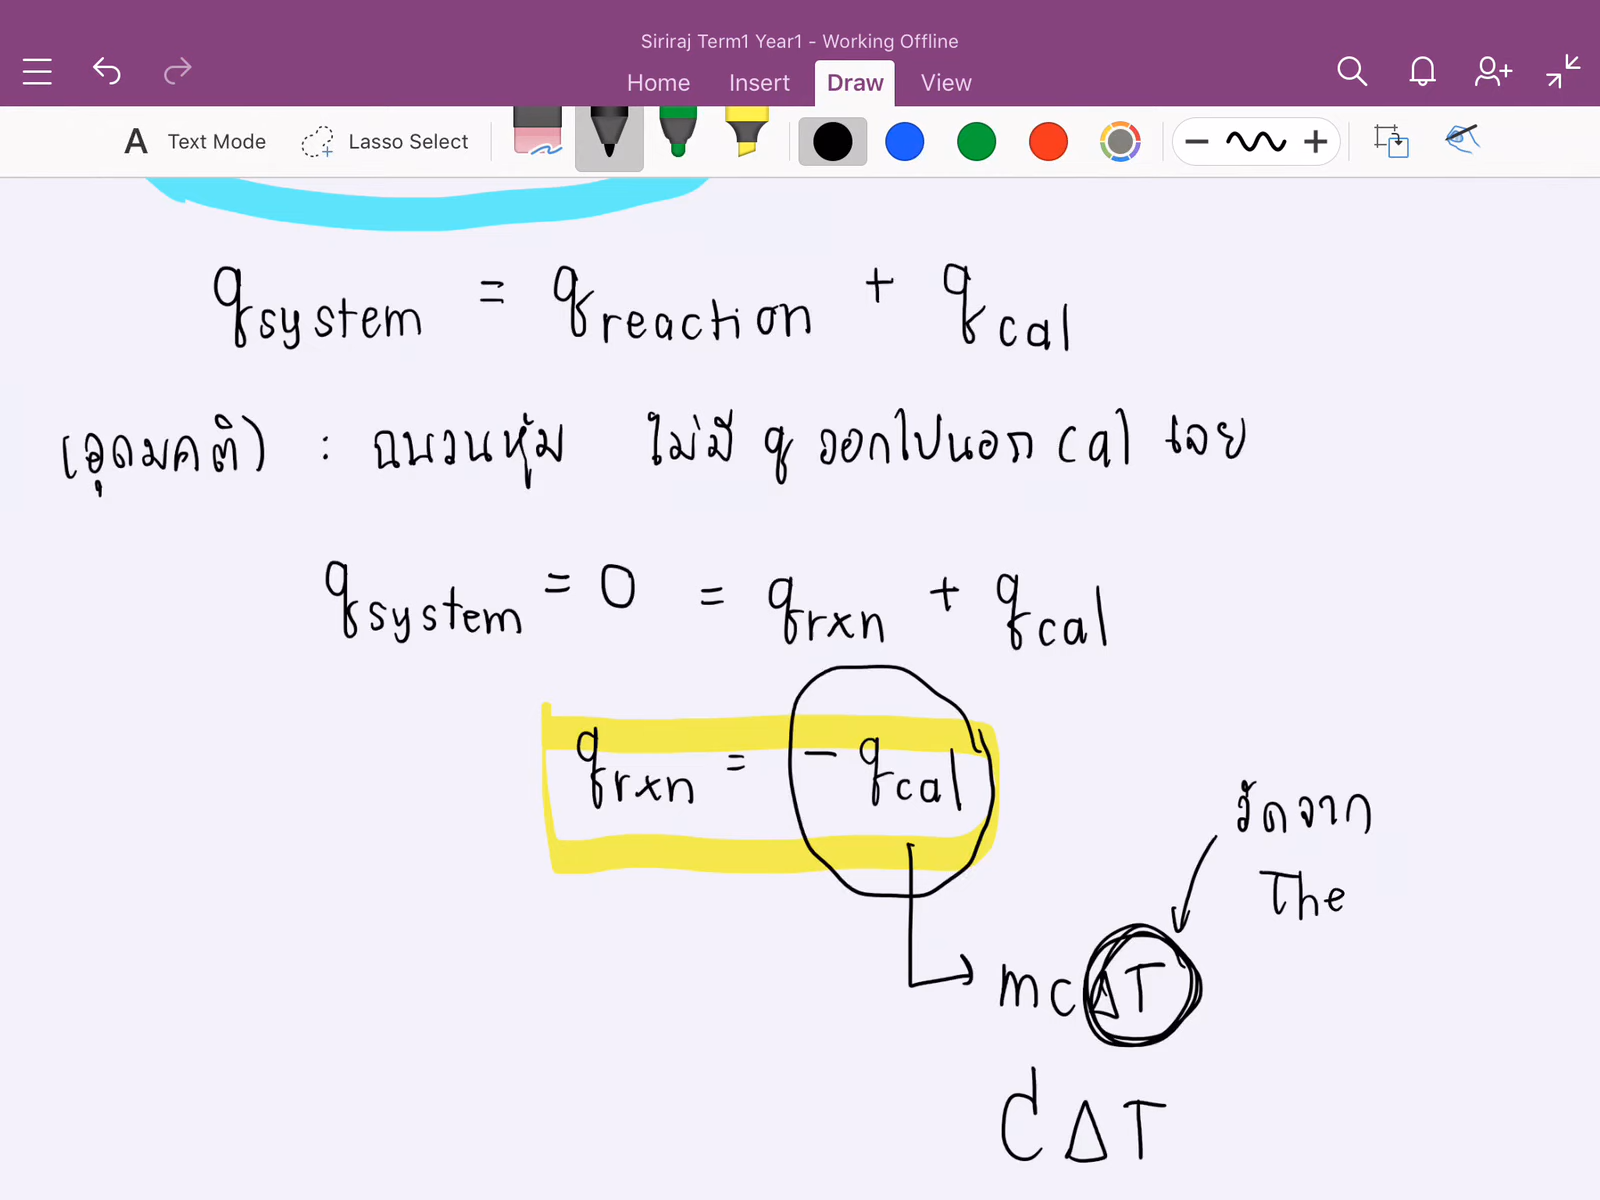 Siriraj Term1 Year1 - Working Offline
Home Insert Draw View
A Text Mode Lasso Select
qsystem = qreaction + qcal
(อุดมคติ) : ฉนวนหุ้ม ไม่มี q ออกไปนอก cal เลย
qsystem = 0 = qrxn + qcal
qrxn = - qcal
วัดจาก
The
mcΔT
CΔT